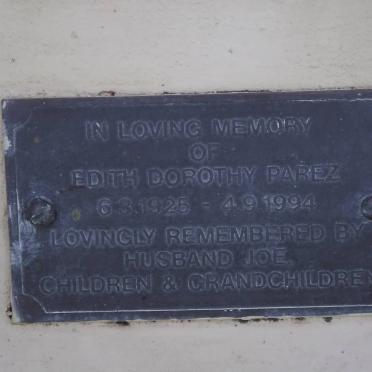 IN LOVING MEMORY
OF
EDITH DOROTHY PAREZ
6.3.1925 - 4.9.1994
LOVINGLY REMEMBERED BY
HUSBAND JOE,
CHILDREN & GRANDCHILDREN